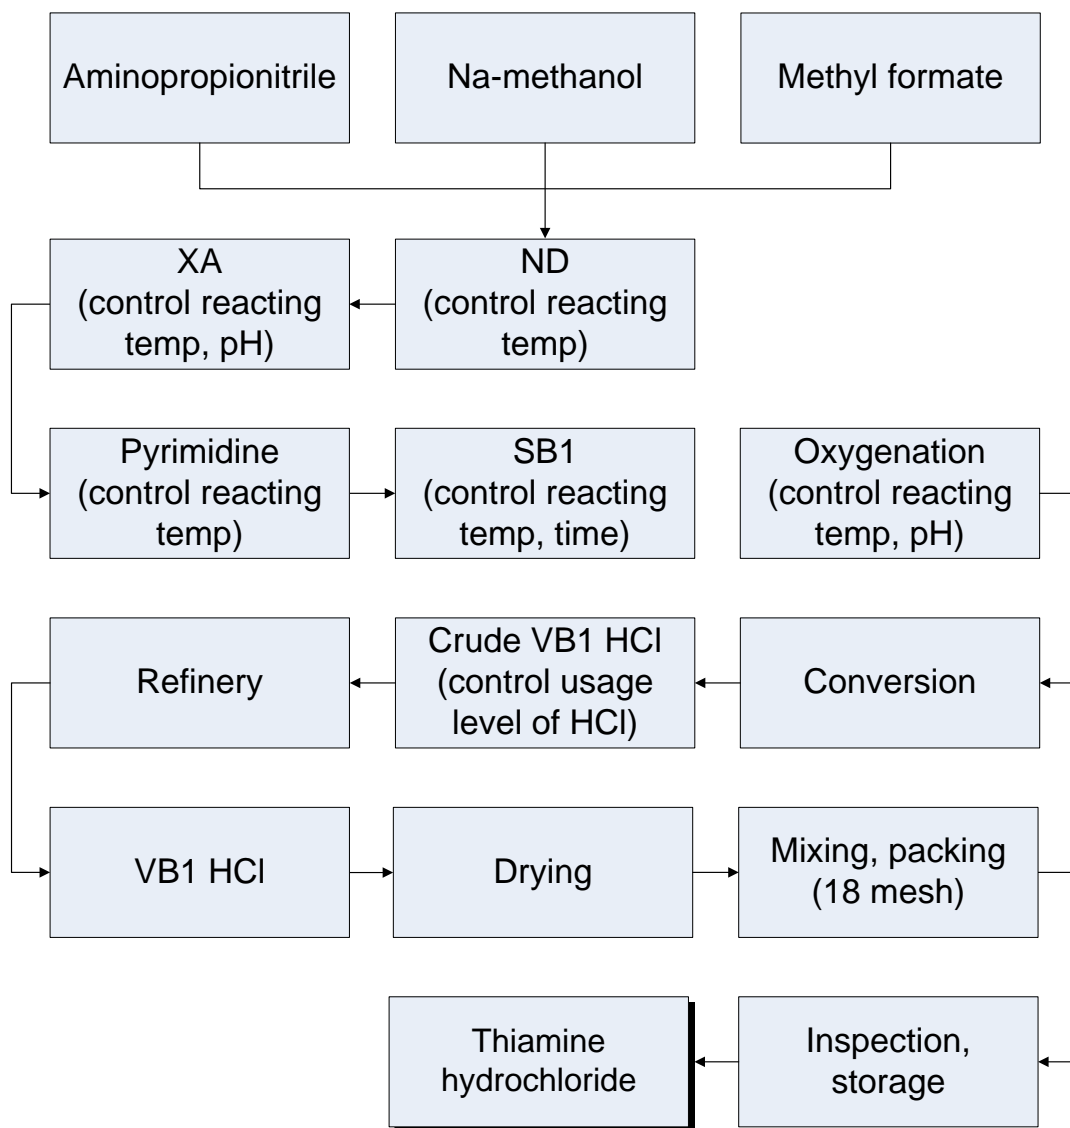 Aminopropionitrile
Na-methanol
Methyl formate
XA
(control reacting
temp, pH)
ND
(control reacting
temp)
Pyrimidine
(control reacting
temp)
SB1
(control reacting
temp, time)
Oxygenation
(control reacting
temp, pH)
Refinery
Crude VB1 HCl
(control usage
level of HCl)
Conversion
VB1 HCl
Drying
Mixing, packing
(18 mesh)
Thiamine
hydrochloride
Inspection,
storage